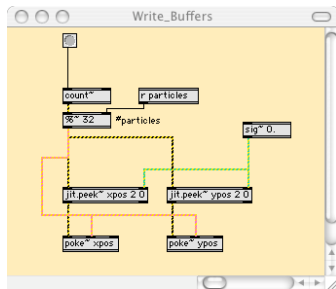 Write_Buffers
count~
r particles
%~ 32
#particles
sig~ 0.
jit.peek~ xpos 2 0
jit.peek~ ypos 2 0
poke~ xpos
poke~ ypos